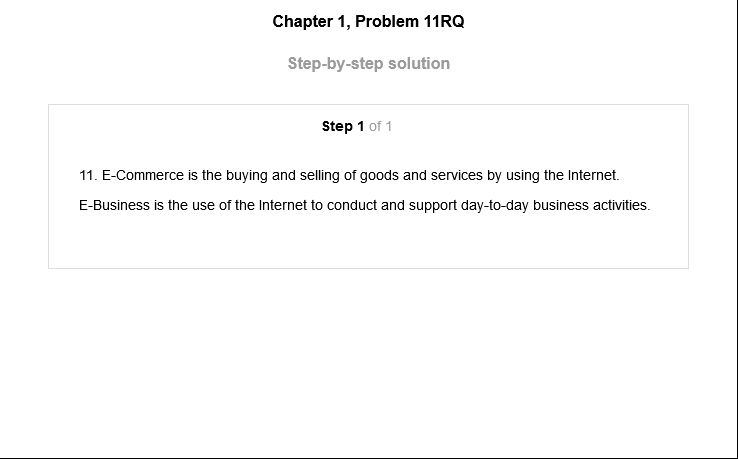 Chapter 1, Problem 11RQ
Step-by-step solution
Step 1 of 1
11. E-Commerce is the buying and selling of goods and services by using the Internet.
E-Business is the use of the Internet to conduct and support day-to-day business activities.